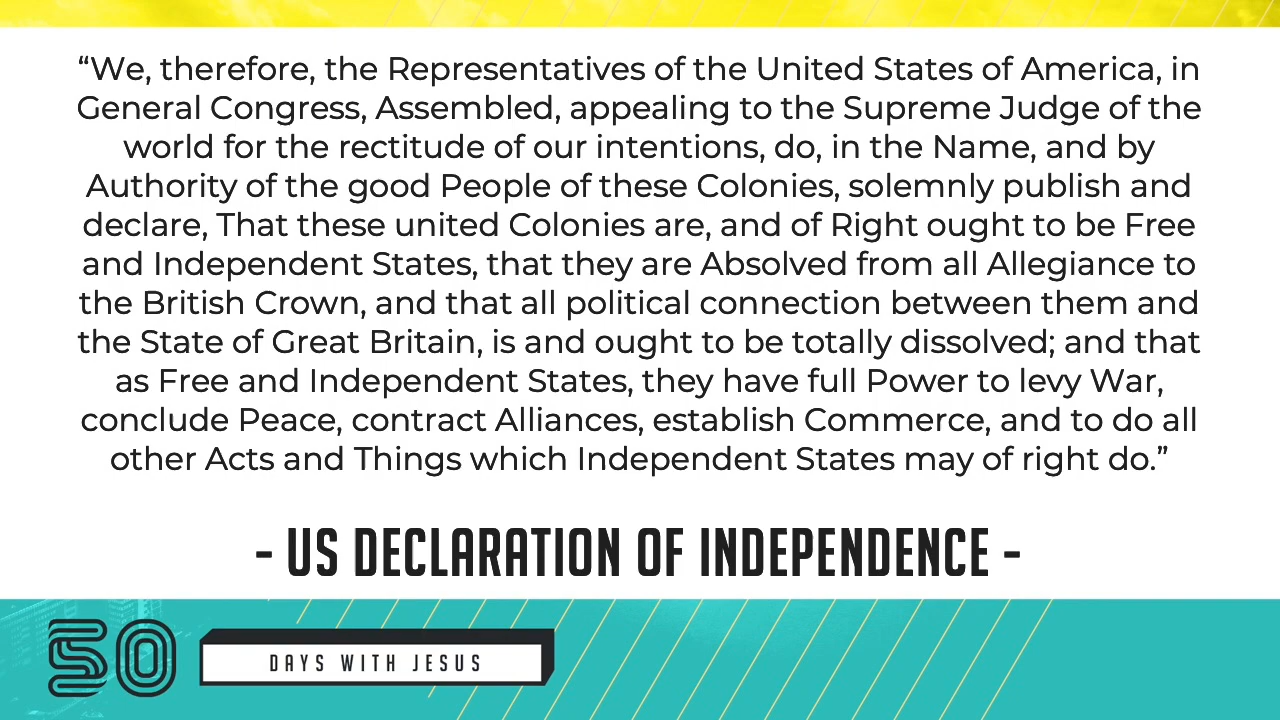 “We, therefore, the Representatives of the United States of America, in
General Congress, Assembled, appealing to the Supreme Judge of the
world for the rectitude of our intentions, do, in the Name, and by
Authority of the good People of these Colonies, solemnly publish and
declare, That these united Colonies are, and of Right ought to be Free
and Independent States, that they are Absolved from all Allegiance to
the British Crown, and that all political connection between them and
the State of Great Britain, is and ought to be totally dissolved; and that
as Free and Independent States, they have full Power to levy War,
conclude Peace, contract Alliances, establish Commerce, and to do all
other Acts and Things which Independent States may of right do.”
- US DECLARATION OF INDEPENDENCE -
50
DAYS WITH JESUS